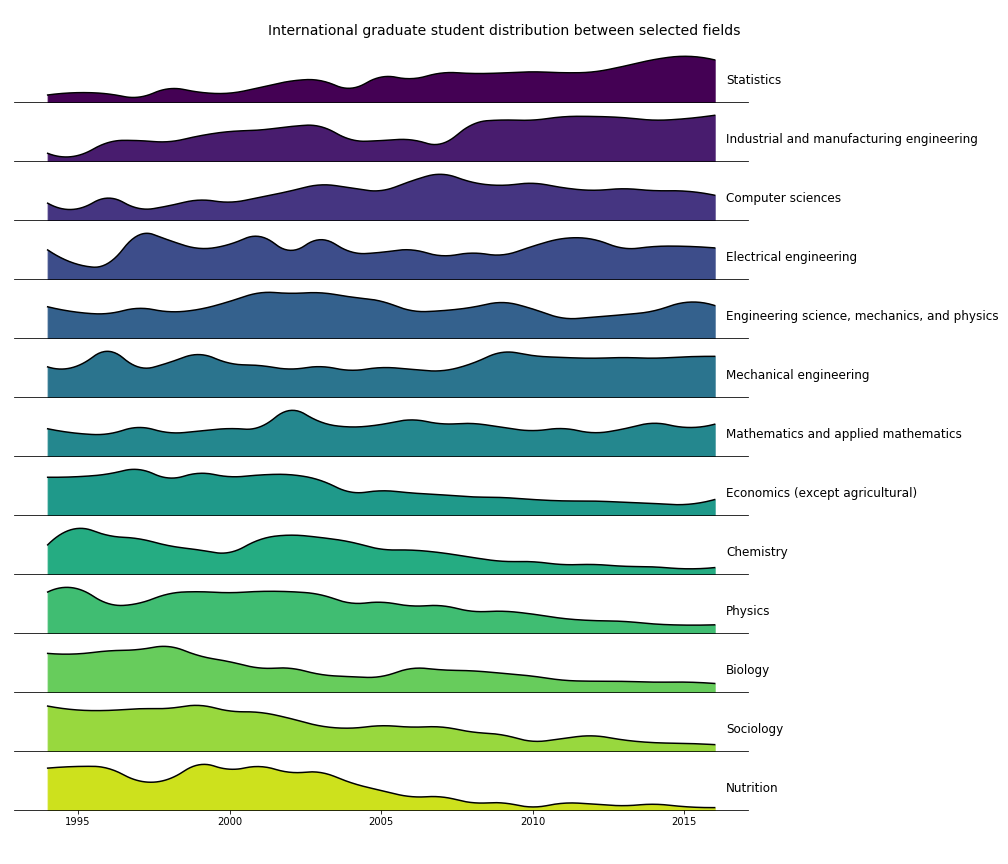 International graduate student distribution between selected fields
Statistics
Industrial and manufacturing engineering
Computer sciences
Electrical engineering
Engineering science, mechanics, and physics
Mechanical engineering
Mathematics and applied mathematics
Economics (except agricultural)
Chemistry
Physics
Biology
Sociology
Nutrition
1995 2000 2005 2010 2015